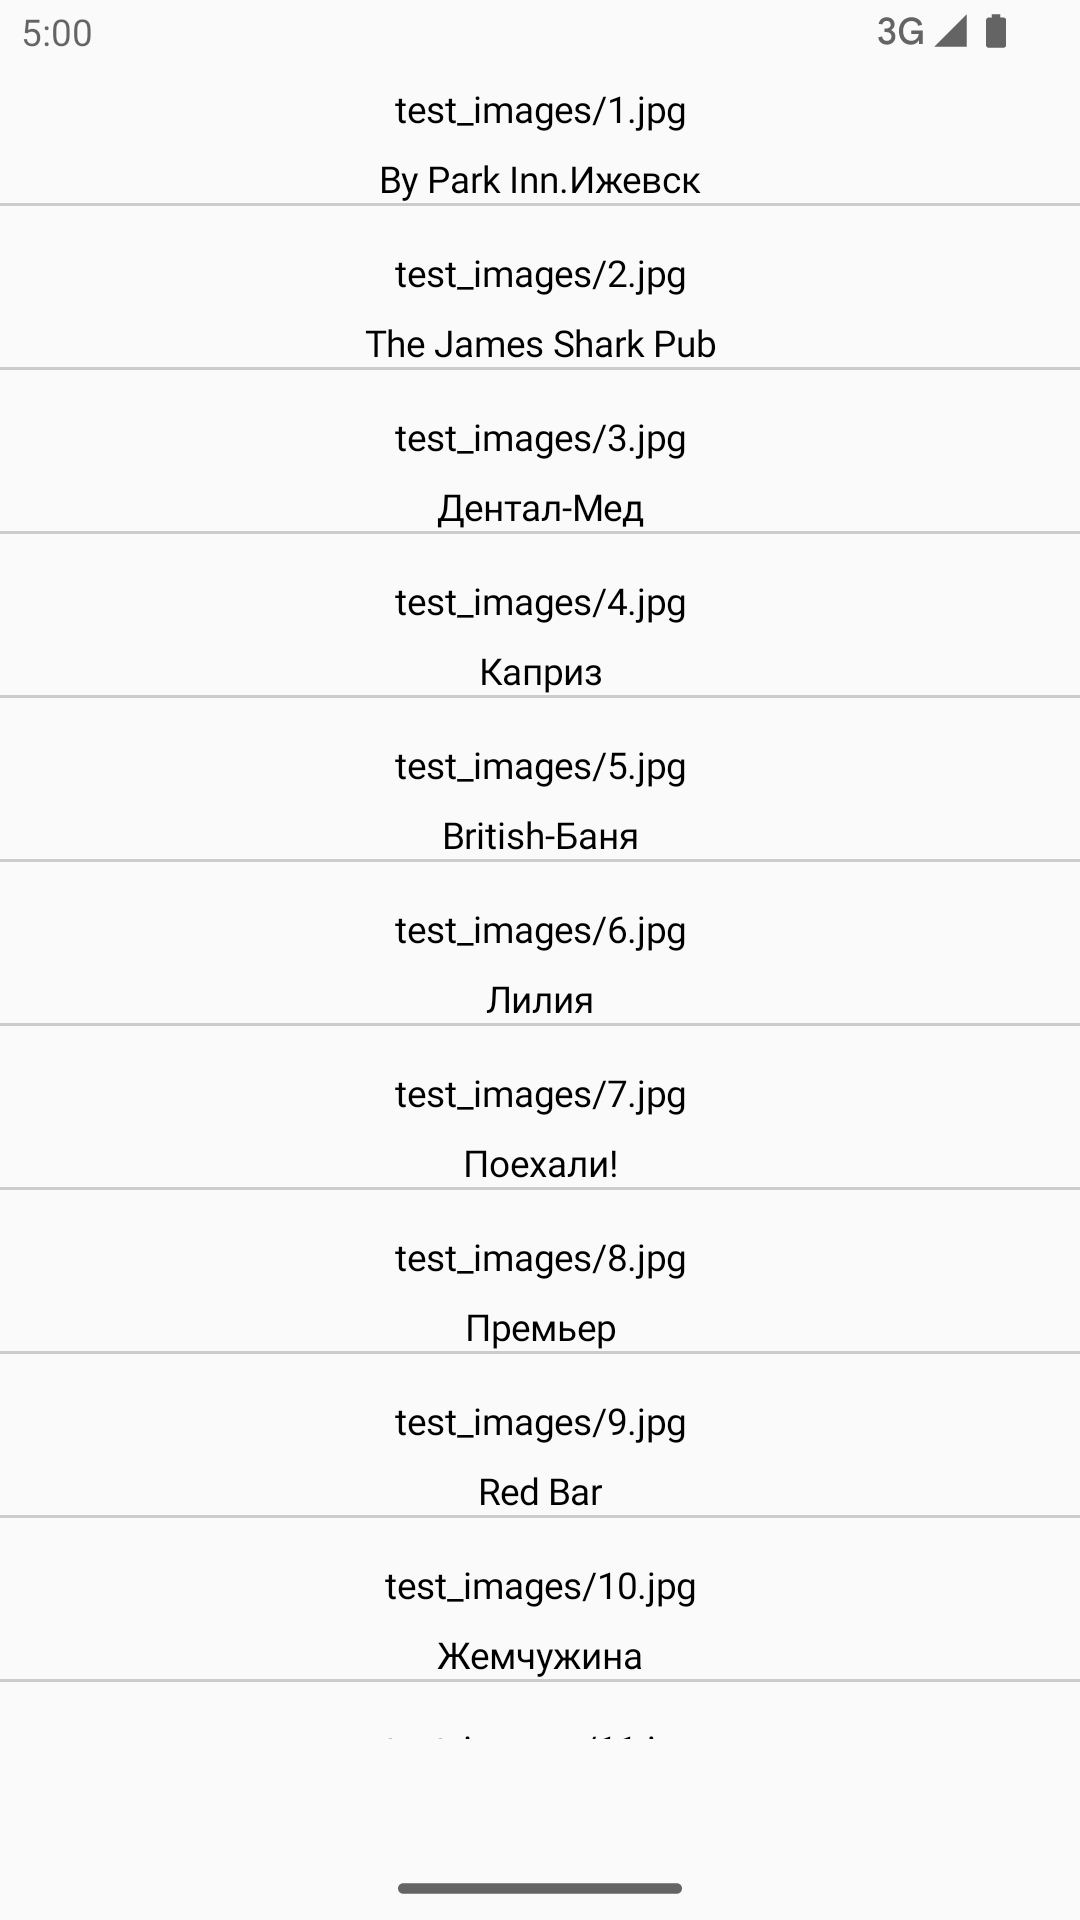 5:00
3G
test_images/1.jpg
By Park Inn.Ижевск
test_images/2.jpg
The James Shark Pub
test_images/3.jpg
Дентал-Мед
test_images/4.jpg
Каприз
test_images/5.jpg
British-Баня
test_images/6.jpg
Лилия
test_images/7.jpg
Поехали!
test_images/8.jpg
Премьер
test_images/9.jpg
Red Bar
test_images/10.jpg
Жемчужина